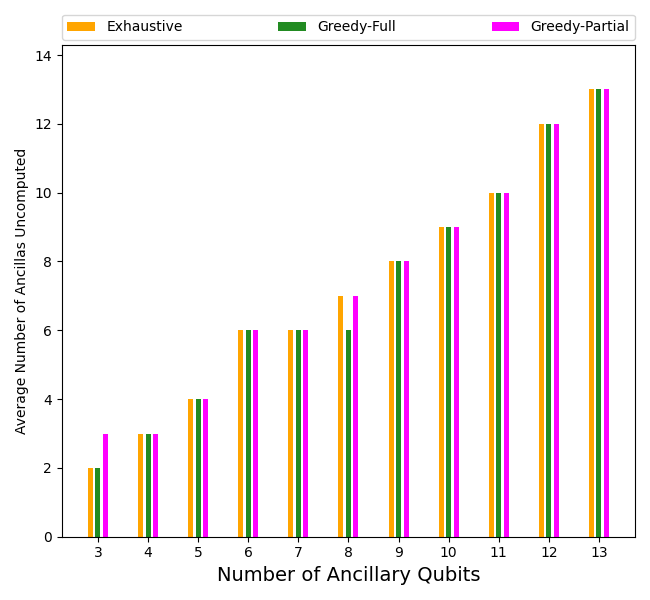 Exhaustive Greedy-Full Greedy-Partial
14
12
10
8
6
4
2
0
Average Number of Ancillas Uncomputed
3 4 5 6 7 8 9 10 11 12 13
Number of Ancillary Qubits